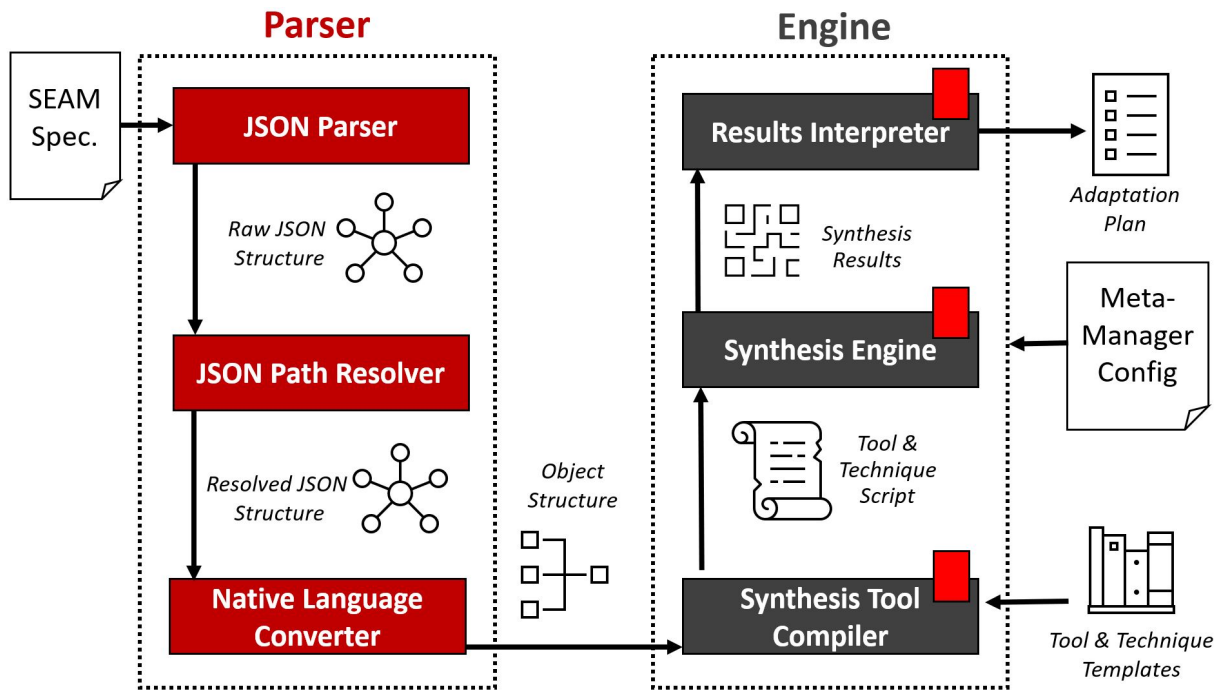 Parser
Engine
SEAM
Spec.
JSON Parser
Raw JSON
Structure
JSON Path Resolver
Resolved JSON
Structure
Native Language
Converter
Object
Structure
Results Interpreter
Adaptation
Plan
Synthesis
Results
Synthesis Engine
Meta-
Manager
Config
Tool &
Technique
Script
Synthesis Tool
Compiler
Tool & Technique
Templates